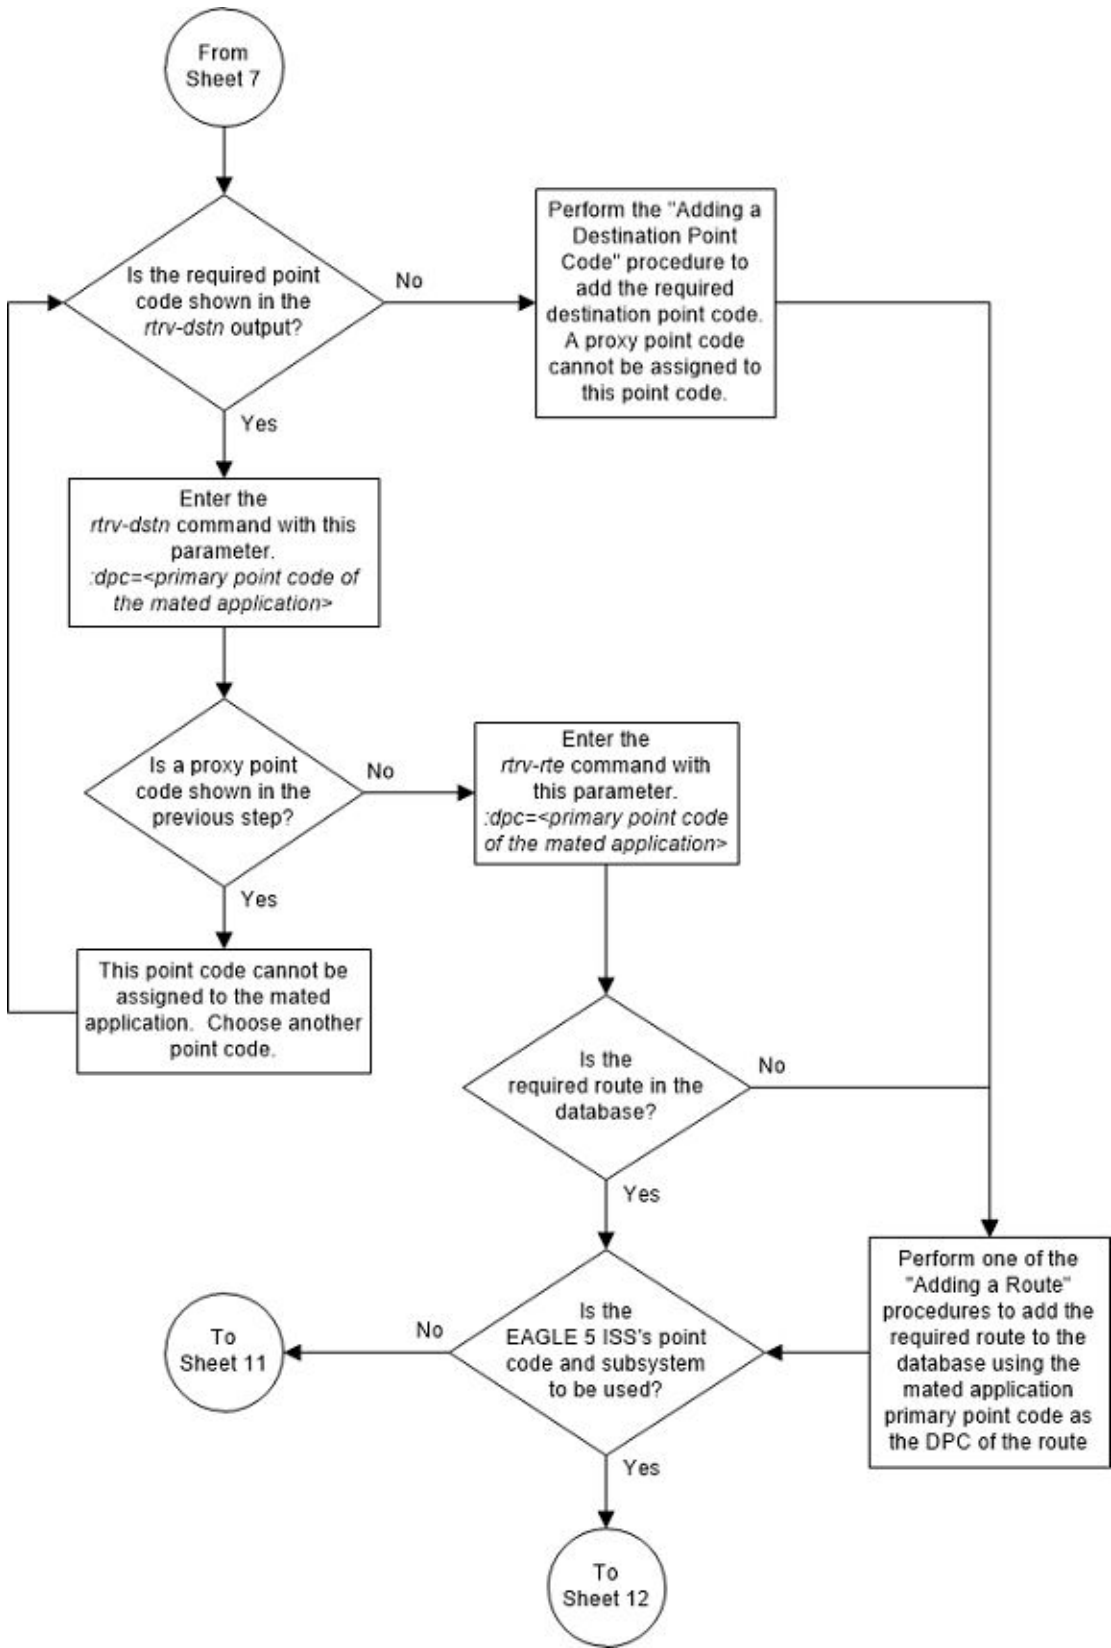 From
Sheet 7
Is the required point
code shown in the
rtrv-dstn output?
No
Perform the "Adding a
Destination Point
Code" procedure to
add the required
destination point code.
A proxy point code
cannot be assigned to
this point code.
Yes
Enter the
rtrv-dstn command with this
parameter.
:dpc=<primary point code of
the mated application>
Is a proxy point
code shown in the
previous step?
No
Enter the
rtrv-rte command with
this parameter.
:dpc=<primary point code
of the mated application>
Yes
This point code cannot be
assigned to the mated
application. Choose another
point code.
Is the
required route in the
database?
No
Yes
Perform one of the
"Adding a Route"
procedures to add the
required route to the
database using the
mated application
primary point code as
the DPC of the route
Is the
EAGLE 5 ISS's point
code and subsystem
to be used?
No
To
Sheet 11
Yes
To
Sheet 12